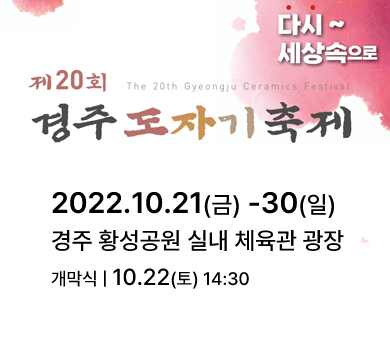 다시 ~
세상속으로
제20회
The 20th Gyeongju Ceramics Festival
경주 도자기 축제
2022.10.21(금) -30(일)
경주 황성공원 실내 체육관 광장
개막식 | 10.22(토) 14:30